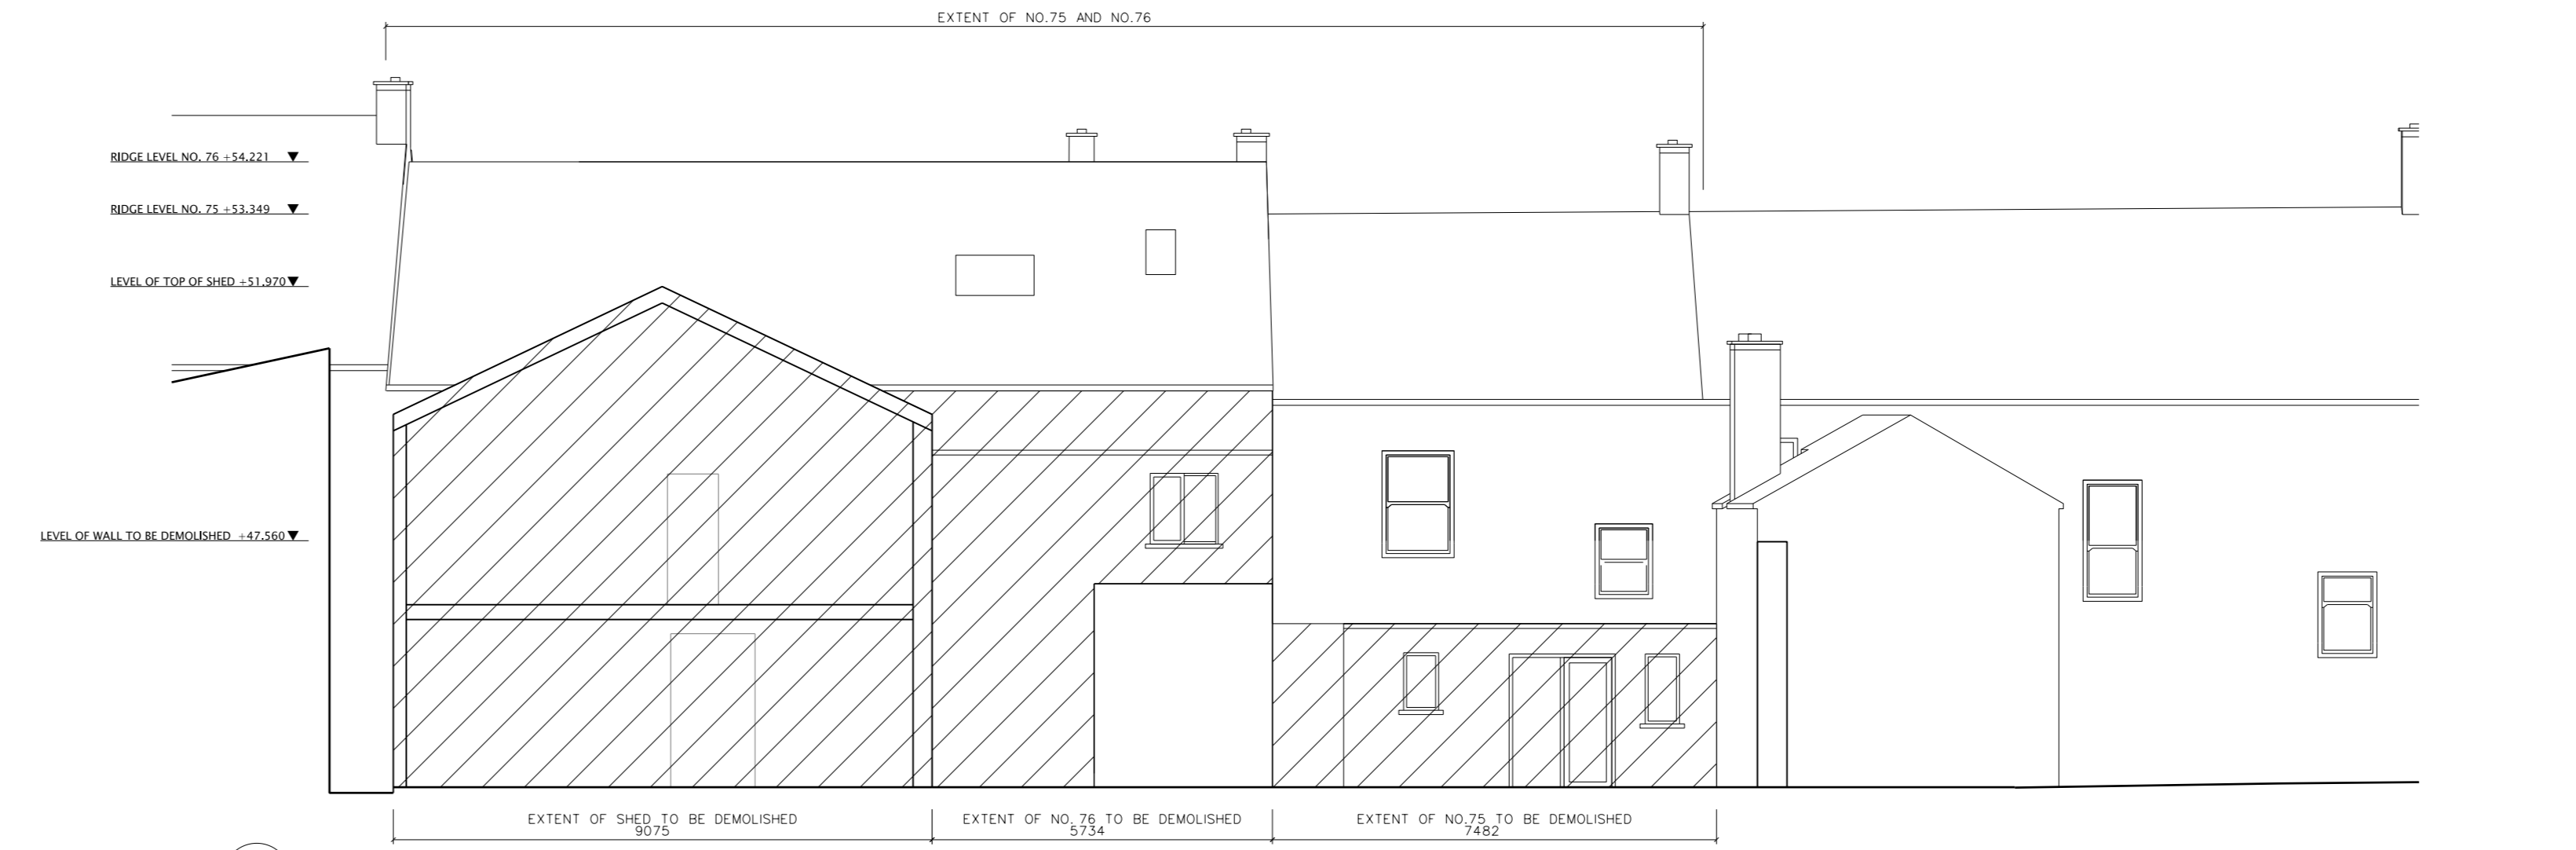 EXTENT OF NO.75 AND NO.76
RIDGE LEVEL NO. 76 +54.221
RIDGE LEVEL NO. 75 +53.349
LEVEL OF TOP OF SHED +51.970
LEVEL OF WALL TO BE DEMOLISHED +47.560
EXTENT OF SHED TO BE DEMOLISHED
9075
EXTENT OF NO. 76 TO BE DEMOLISHED
5734
EXTENT OF NO.75 TO BE DEMOLISHED
7482